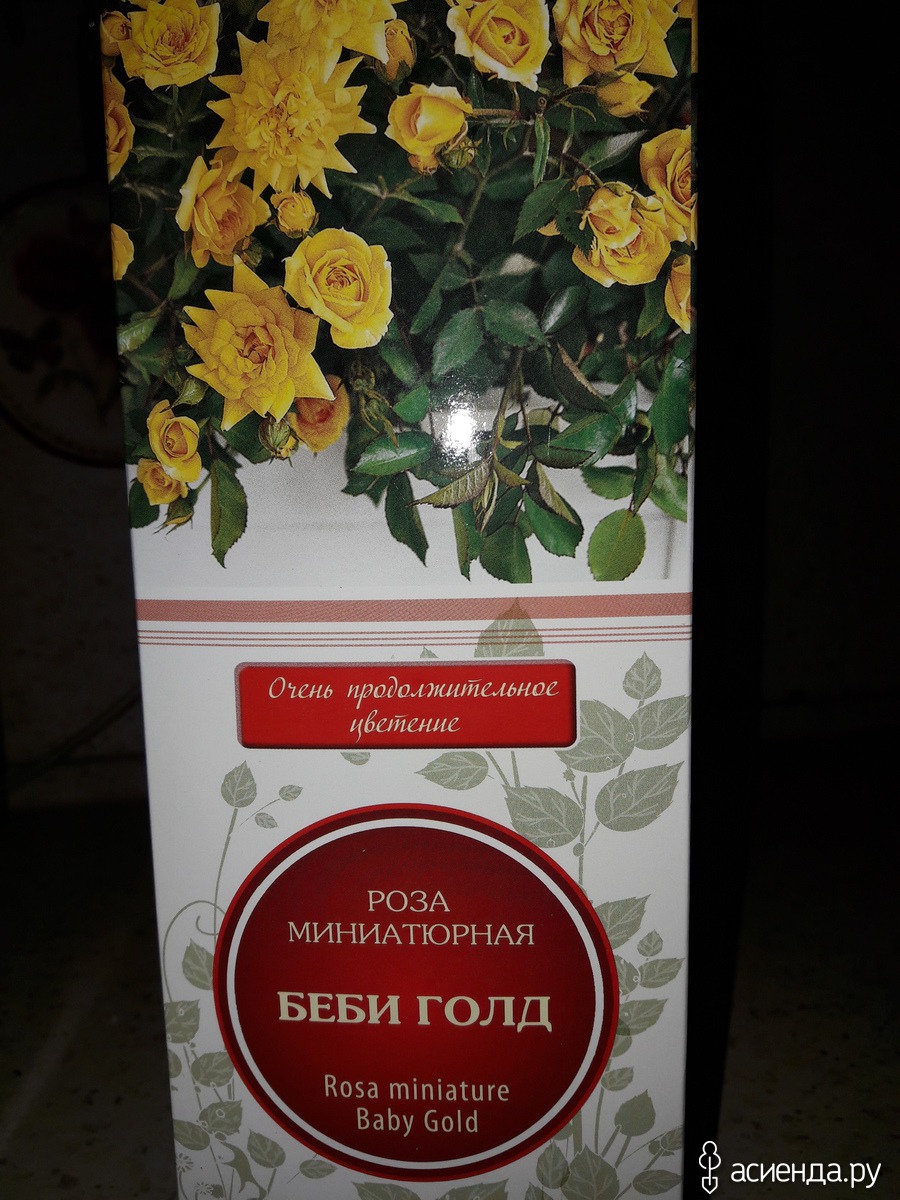 Очень продолжительное
цветение
РОЗА
МИНИАТЮРНАЯ
БЕБИ ГОЛД
Rosa miniature
Baby Gold
асиенда.ру